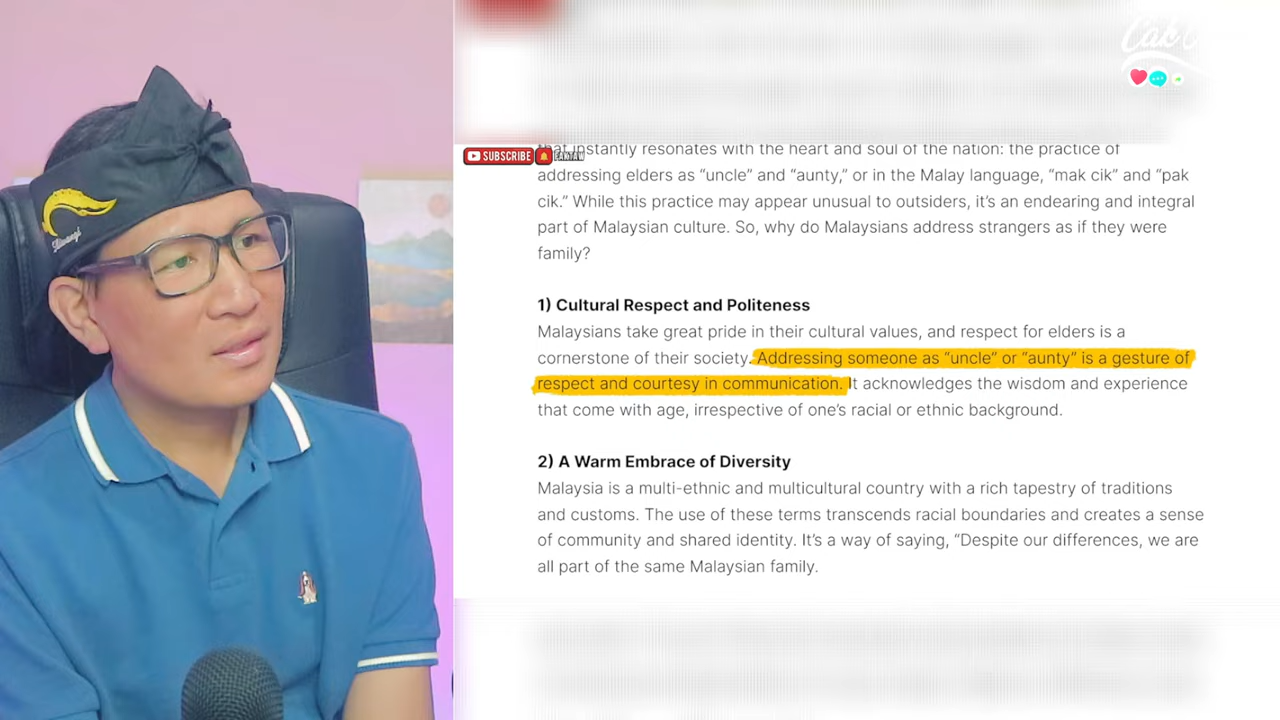 Cak
SUBSCRIBE
that instantly resonates with the heart and soul of the nation: the practice of
addressing elders as “uncle” and “aunty,” or in the Malay language, “mak cik” and “pak
cik.” While this practice may appear unusual to outsiders, it’s an endearing and integral
part of Malaysian culture. So, why do Malaysians address strangers as if they were
family?
1) Cultural Respect and Politeness
Malaysians take great pride in their cultural values, and respect for elders is a
cornerstone of their society. Addressing someone as “uncle” or “aunty” is a gesture of
respect and courtesy in communication. It acknowledges the wisdom and experience
that come with age, irrespective of one’s racial or ethnic background.
2) A Warm Embrace of Diversity
Malaysia is a multi-ethnic and multicultural country with a rich tapestry of traditions
and customs. The use of these terms transcends racial boundaries and creates a sense
of community and shared identity. It’s a way of saying, “Despite our differences, we are
all part of the same Malaysian family.